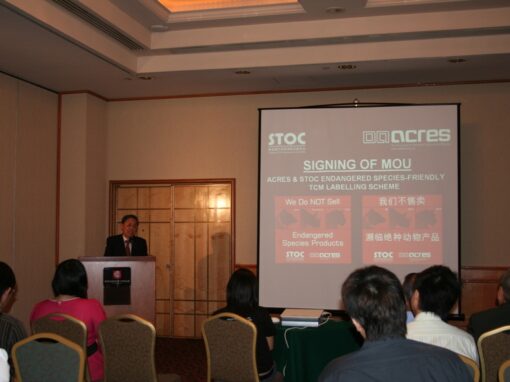 STOC
acres
SIGNING OF MOU
ACRES & STOC ENDANGERED SPECIES-FRIENDLY
TCM LABELLING SCHEME
We Do NOT Sell
Endangered
Species Products
STOC
acres
我们不售卖
濒临绝种动物产品
STOC
acres